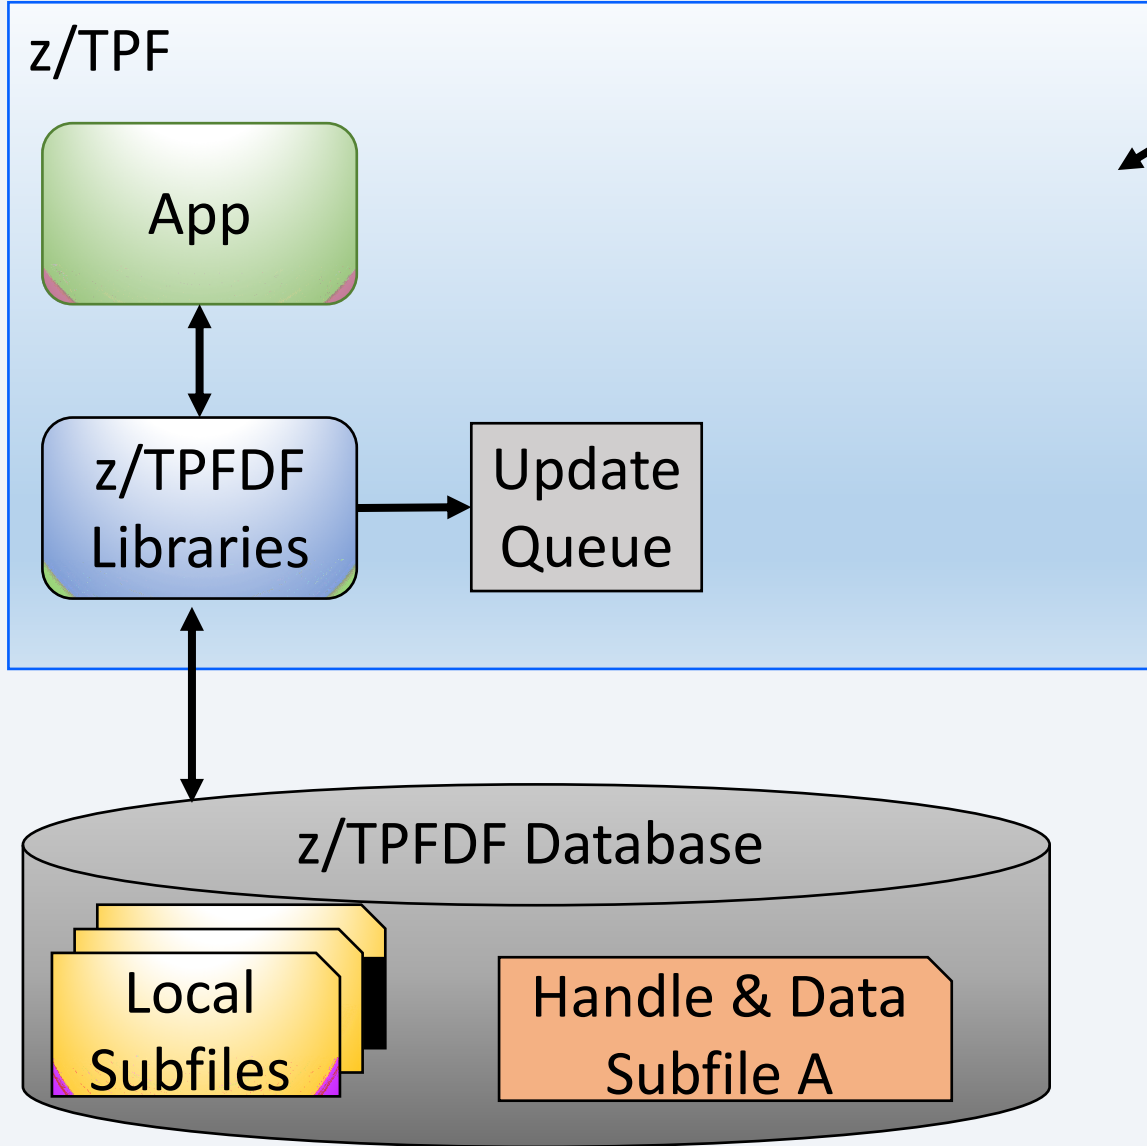 z/TPF
App
z/TPFDF
Libraries
Update
Queue
z/TPFDF Database
Local
Subfiles
Handle & Data
Subfile A